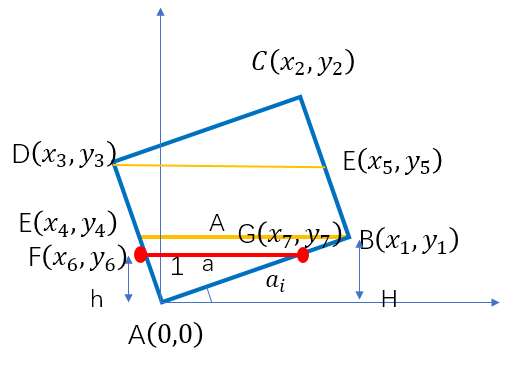 C(x₂, y₂)
D(x₃, y₃)
E(x₅, y₅)
E(x₄, y₄)
A
G(x₇, y₇)
B(x₁, y₁)
F(x₆, y₆)
1
a
aᵢ
h
H
A(0,0)